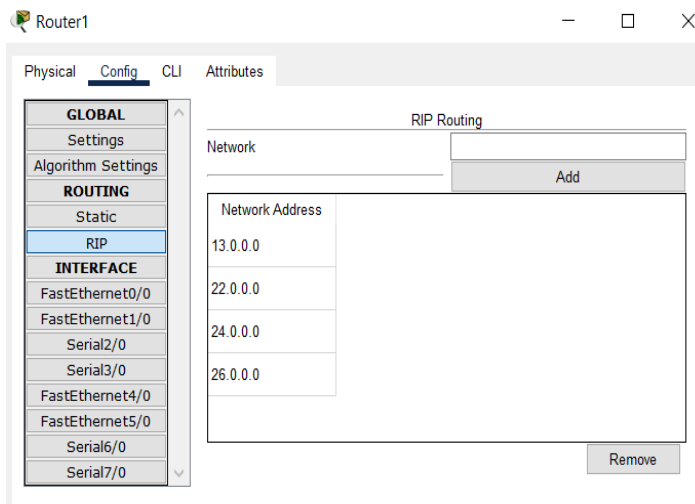 Router1
Physical Config CLI Attributes
GLOBAL
Settings
Algorithm Settings
ROUTING
Static
RIP
INTERFACE
FastEthernet0/0
FastEthernet1/0
Serial2/0
Serial3/0
FastEthernet4/0
FastEthernet5/0
Serial6/0
Serial7/0
RIP Routing
Network
Add
Network Address
13.0.0.0
22.0.0.0
24.0.0.0
26.0.0.0
Remove